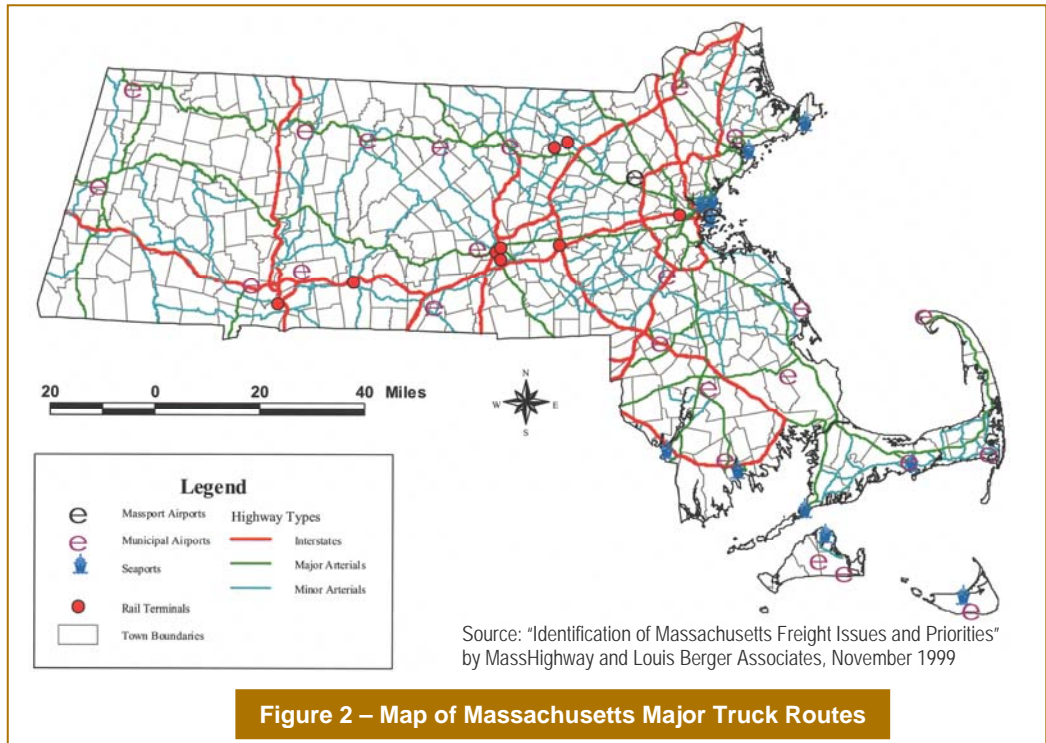 20 0 20 40 Miles
N
W E
S
Legend
e Massport Airports
e Municipal Airports
Seaports
Rail Terminals
Town Boundaries
Highway Types
Interstates
Major Arterials
Minor Arterials
Source: "Identification of Massachusetts Freight Issues and Priorities"
by MassHighway and Louis Berger Associates, November 1999
Figure 2 – Map of Massachusetts Major Truck Routes